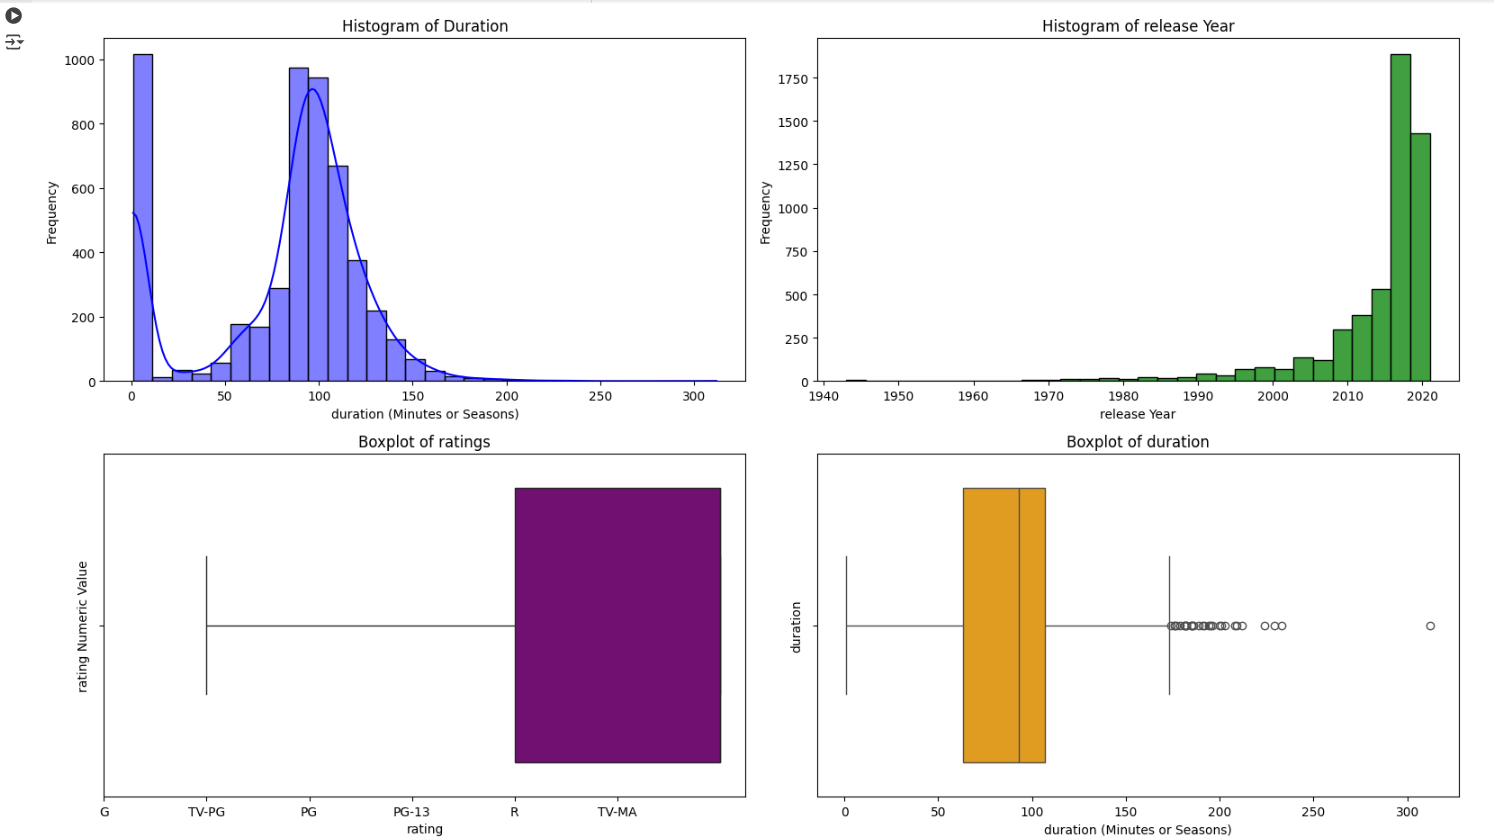 Histogram of Duration
1000
800
600
400
200
0
Frequency
0 50 100 150 200 250 300
duration (Minutes or Seasons)
Histogram of release Year
1750
1500
1250
1000
750
500
250
0
Frequency
1940 1950 1960 1970 1980 1990 2000 2010 2020
release Year
Boxplot of ratings
rating Numeric Value
G TV-PG PG PG-13 R TV-MA
rating
Boxplot of duration
duration
0 50 100 150 200 250 300
duration (Minutes or Seasons)